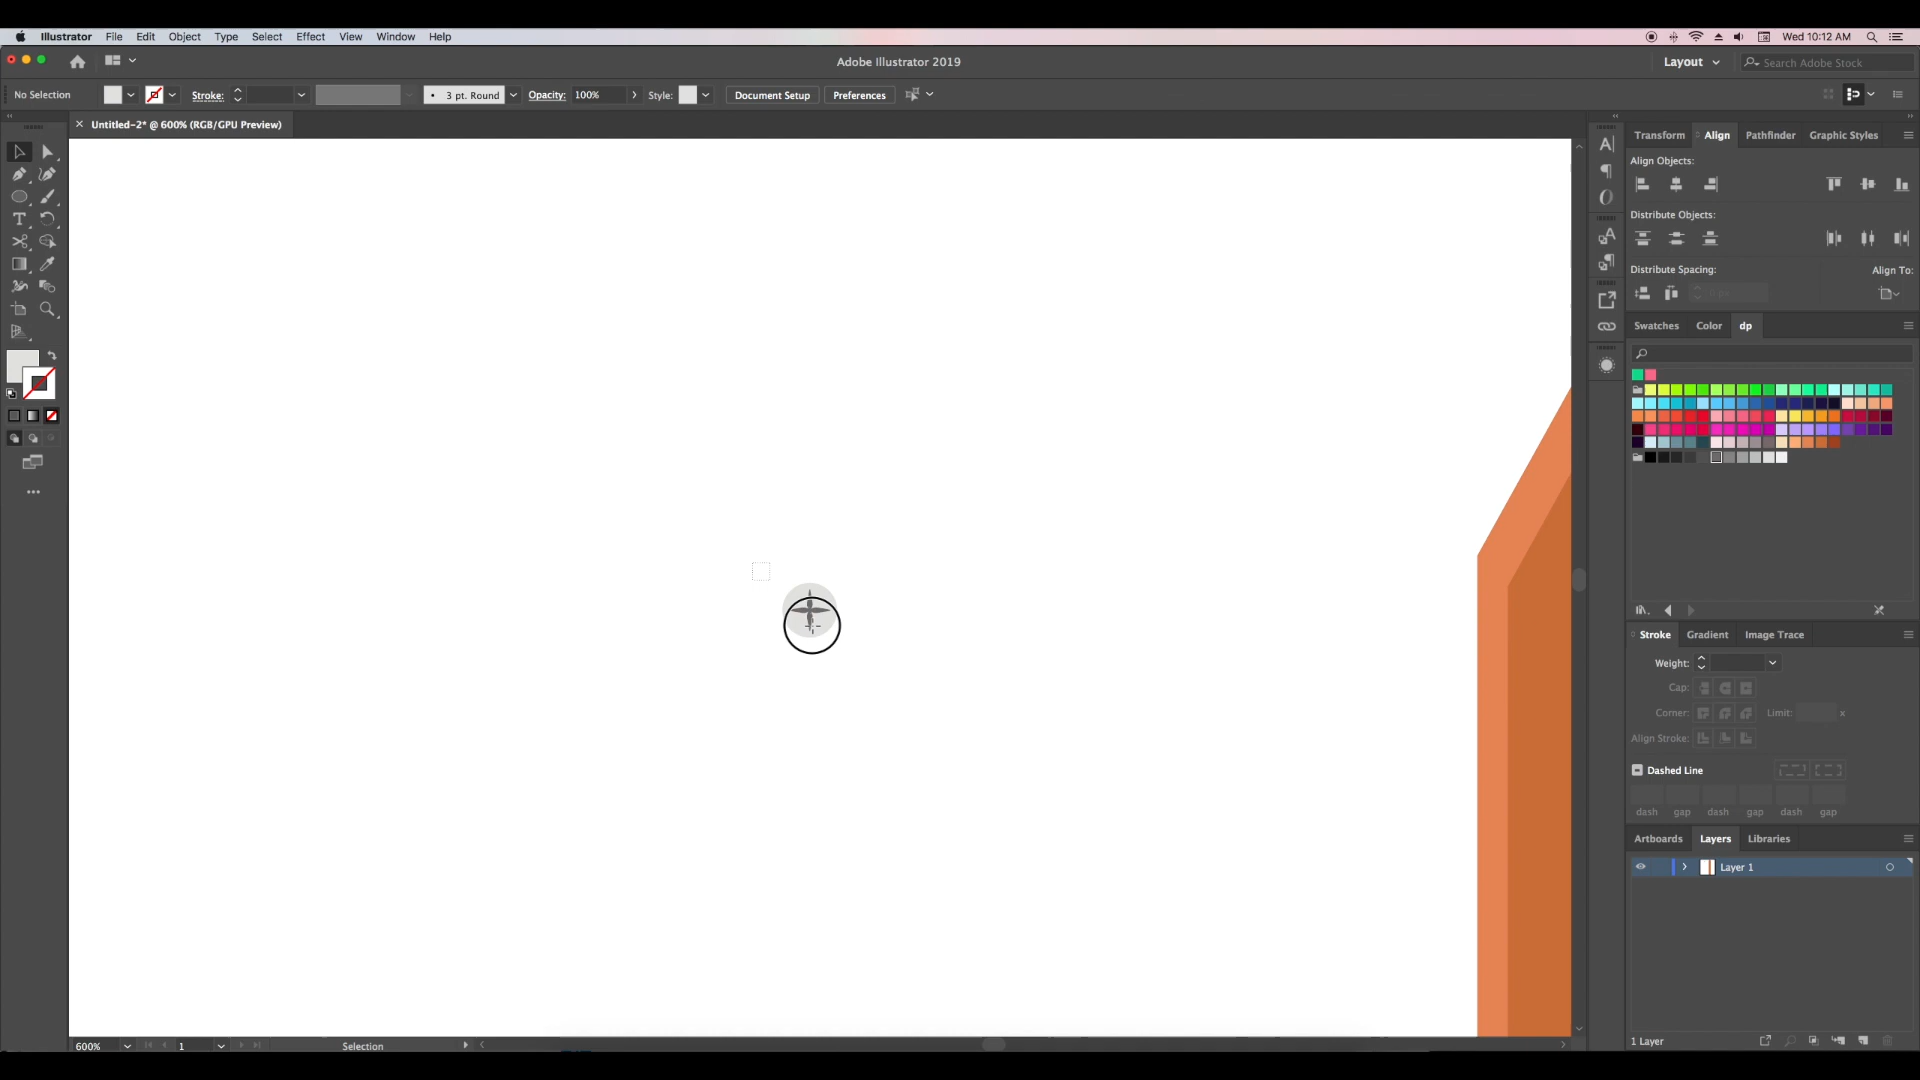 Illustrator File Edit Object Type Select Effect View Window Help
Wed 10:12 AM
Adobe Illustrator 2019
Layout
Search Adobe Stock
No Selection
Stroke:
3 pt. Round
Opacity: 100%
Style:
Document Setup
Preferences
Untitled-2* @ 600% (RGB/GPU Preview)
Transform Align Pathfinder Graphic Styles
Align Objects:
Distribute Objects:
Distribute Spacing:
Align To:
Swatches Color dp
Stroke Gradient Image Trace
Weight:
Cap:
Corner:
Limit:
x
Align Stroke:
Dashed Line
dash gap dash gap dash gap
Artboards Layers Libraries
Layer 1
1 Layer
600%
1
Selection